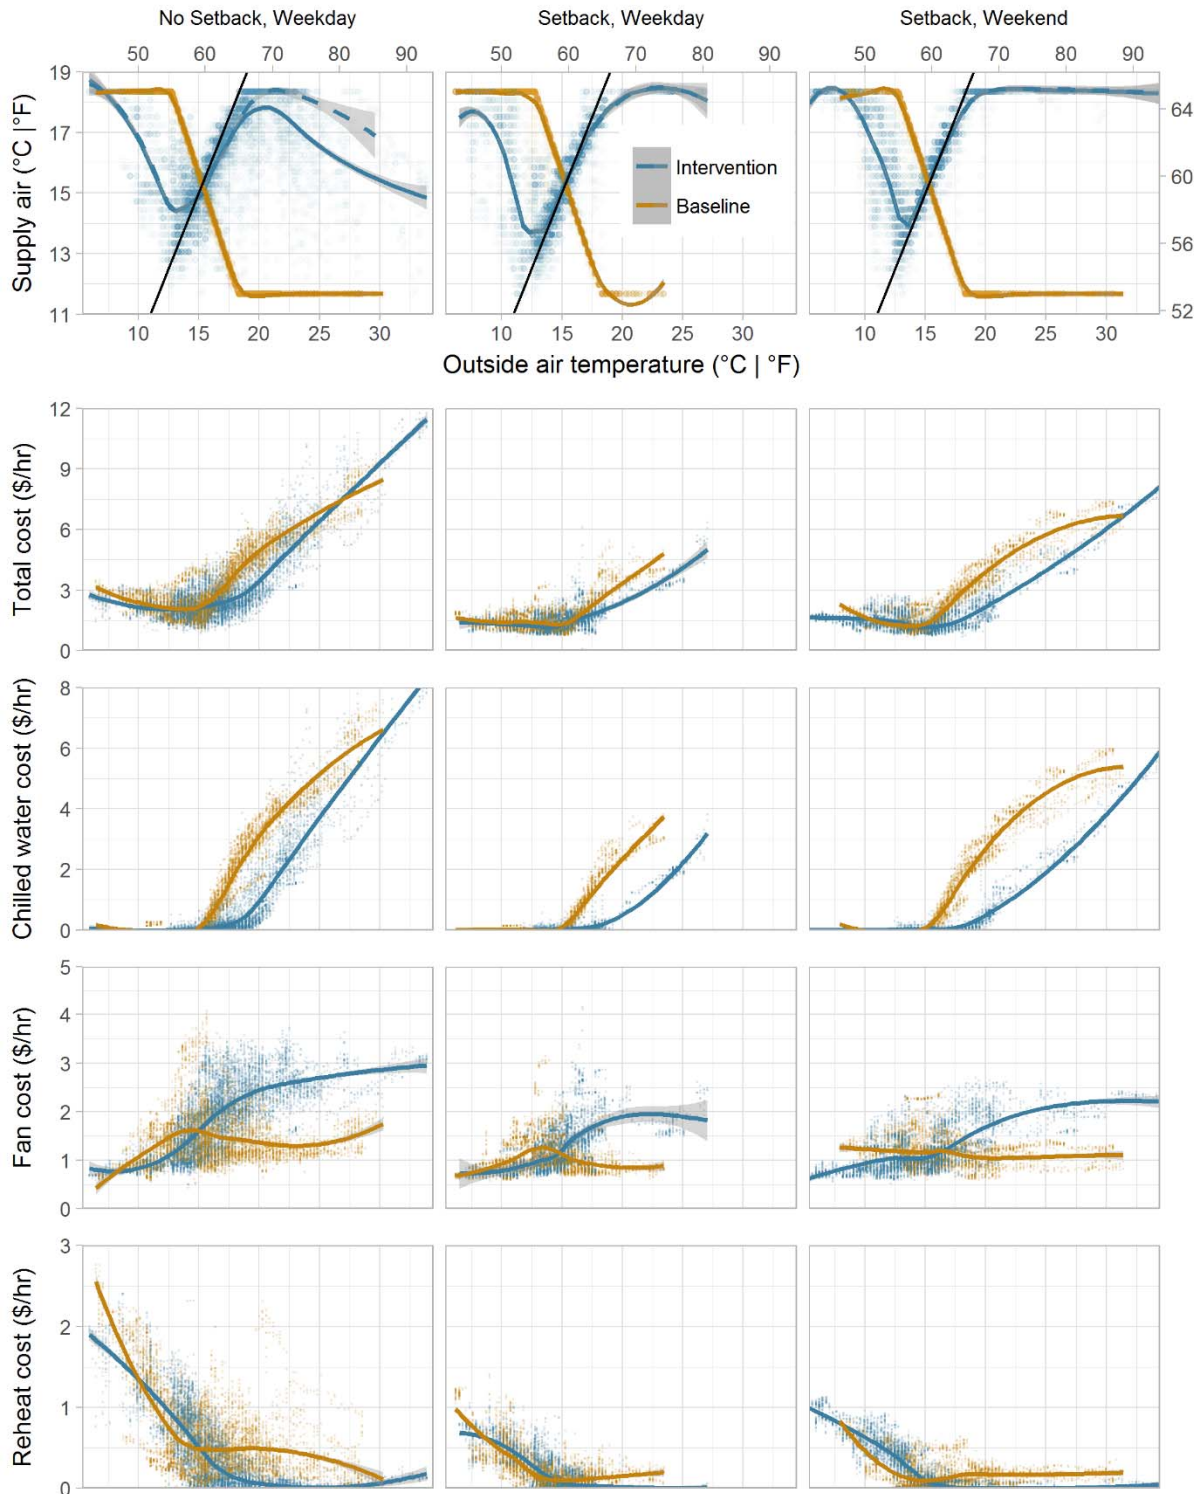 No Setback, Weekday
Setback, Weekday
Setback, Weekend
50 60 70 80 90
50 60 70 80
50 60 70 80 90
19
17
15
13
11
Supply air (°C |°F)
Intervention
Baseline
64
60
56
52
10 15 20 25 30
10 15 20 25 30
10 15 20 25 30
Outside air temperature (°C | °F)
12
9
6
3
0
Total cost ($/hr)
8
6
4
2
0
Chilled water cost ($/hr)
5
4
3
2
1
0
Fan cost ($/hr)
3
2
1
0
Reheat cost ($/hr)